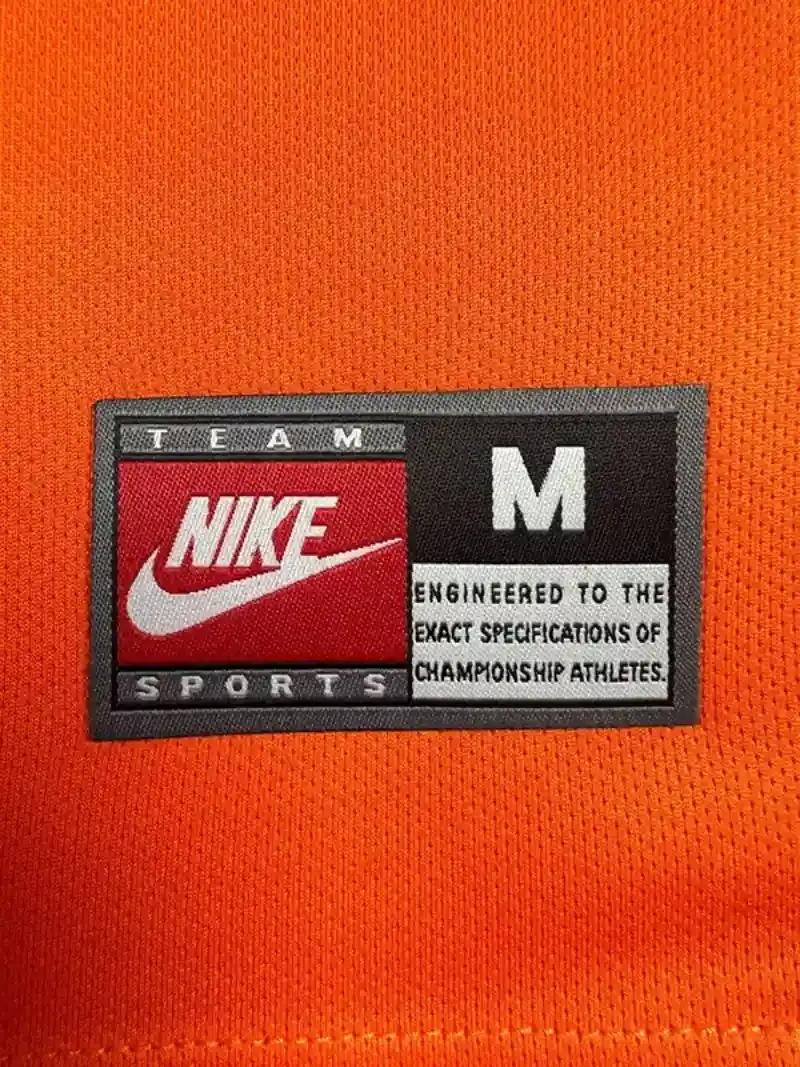 TEAM
NIKE
SPORTS
M
ENGINEERED TO THE
EXACT SPECIFICATIONS OF
CHAMPIONSHIP ATHLETES.